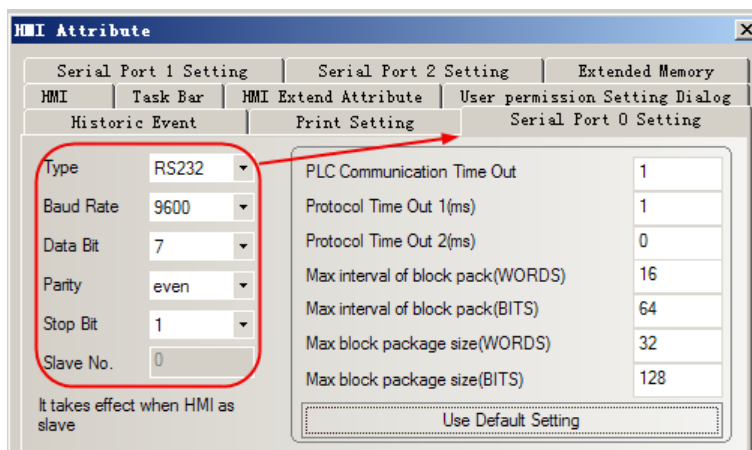 HMI Attribute
Serial Port 1 Setting
Serial Port 2 Setting
Extended Memory
HMI
Task Bar
HMI Extend Attribute
User permission Setting Dialog
Historic Event
Print Setting
Serial Port 0 Setting
Type RS232
Baud Rate 9600
Data Bit 7
Parity even
Stop Bit 1
Slave No. 0
It takes effect when HMI as
slave
PLC Communication Time Out 1
Protocol Time Out 1(ms) 1
Protocol Time Out 2(ms) 0
Max interval of block pack(WORDS) 16
Max interval of block pack(BITS) 64
Max block package size(WORDS) 32
Max block package size(BITS) 128
Use Default Setting